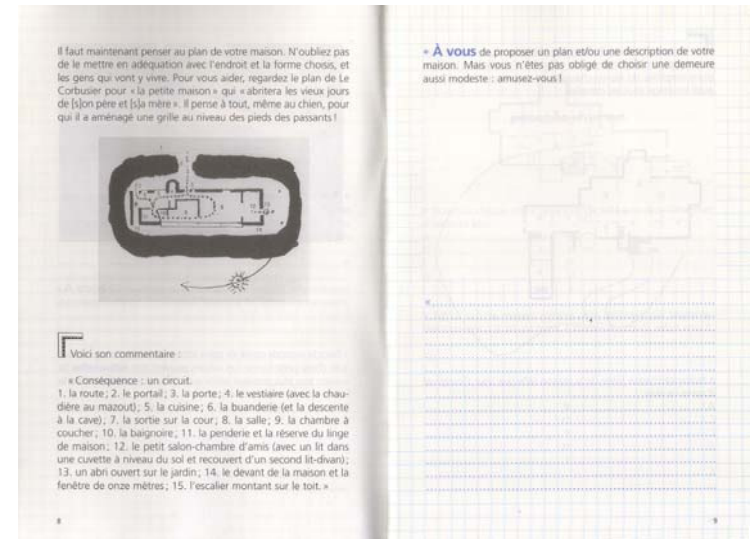 Il faut maintenant penser au plan de votre maison. N'oubliez pas
de le mettre en adéquation avec l'endroit et la forme choisis, et
les gens qui vont y vivre. Pour vous aider, regardez le plan de Le
Corbusier pour « la petite maison » qui « abritera les vieux jours
de [s]on père et [s]a mère ». Il pense à tout, même au chien, pour
qui il a aménagé une grille au niveau des pieds des passants !
Voici son commentaire :
« Conséquence : un circuit.
1. la route ; 2. le portail ; 3. la porte ; 4. le vestiaire (avec la chau-
dière au mazout) ; 5. la cuisine ; 6. la buanderie (et la descente
à la cave) ; 7. la sortie sur la cour ; 8. la salle ; 9. la chambre à
coucher ; 10. la baignoire ; 11. la penderie et la réserve du linge
de maison ; 12. le petit salon-chambre d'amis (avec un lit dans
une cuvette à niveau du sol et recouvert d'un second lit-divan) ;
13. un abri ouvert sur le jardin ; 14. le devant de la maison et la
fenêtre de onze mètres ; 15. l'escalier montant sur le toit. »
8
À vous de proposer un plan et/ou une description de votre
maison. Mais vous n'êtes pas obligé de choisir une demeure
aussi modeste : amusez-vous !
9